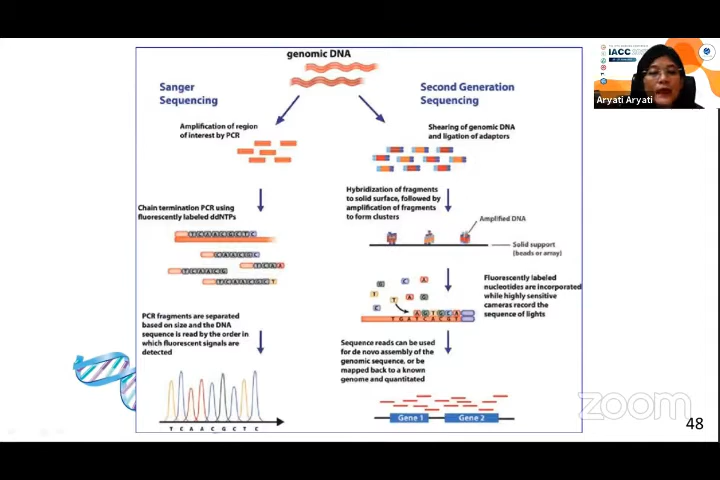 genomic DNA
Sanger
Sequencing
Amplification of region
of interest by PCR
Chain termination PCR using
fluorescently labeled ddNTPs
T C A A C G C T C
C A A C G C
T C A A
T C A A C G
T C A A C G C T
PCR fragments are separated
based on size and the DNA
sequence is read by the order in
which fluorescent signals are
detected
T C A A C G C T C
Second Generation
Sequencing
Shearing of genomic DNA
and ligation of adaptors
Hybridization of fragments
to solid surface, followed by
amplification of fragments
to form clusters
Amplified DNA
Solid support
(beads or array)
Fluorescently labeled
nucleotides are incorporated
while highly sensitive
cameras record the
sequence of lights
G C A
T T A G
C A G T G C A
T G A T C A C G T
Sequence reads can be used
for de novo assembly of the
genomic sequence, or be
mapped back to a known
genome and quantitated
Gene 1 Gene 2
IACC
Aryati Aryati
zoom
48